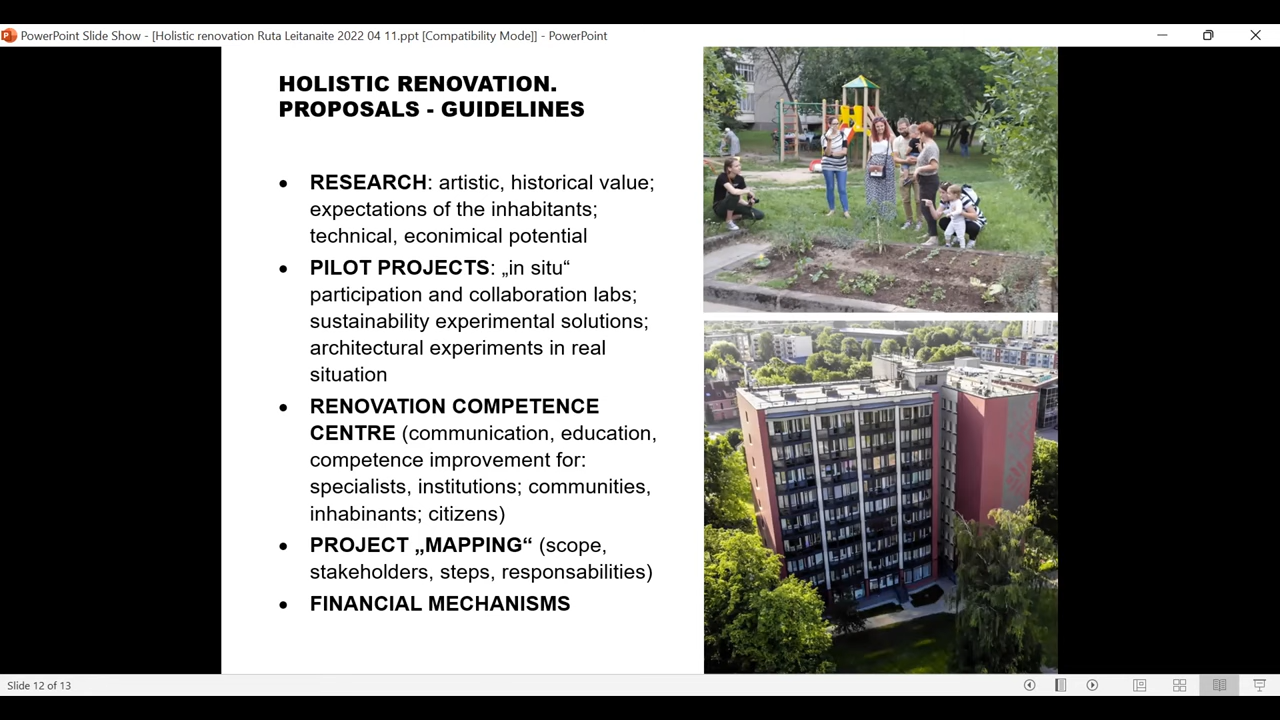 PowerPoint Slide Show - [Holistic renovation Ruta Leitanaite 2022 04 11.ppt [Compatibility Mode]] - PowerPoint
HOLISTIC RENOVATION.
PROPOSALS - GUIDELINES
• RESEARCH: artistic, historical value;
expectations of the inhabitants;
technical, econimical potential
• PILOT PROJECTS: „in situ“
participation and collaboration labs;
sustainability experimental solutions;
architectural experiments in real
situation
• RENOVATION COMPETENCE
CENTRE (communication, education,
competence improvement for:
specialists, institutions; communities,
inhabinants; citizens)
• PROJECT „MAPPING“ (scope,
stakeholders, steps, responsabilities)
• FINANCIAL MECHANISMS
Slide 12 of 13